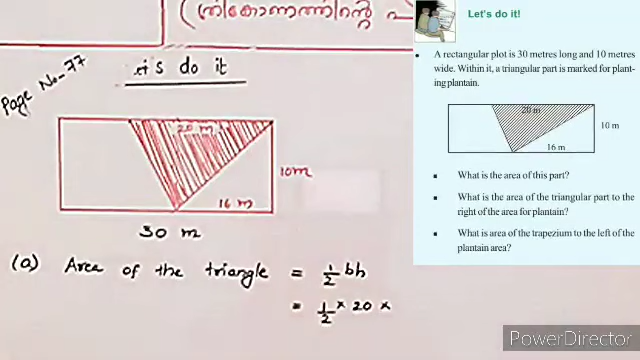 (ത്രികോണത്തിന്റെ
Page No-77
Let's do it
20 m
10m
16 m
30 m
(a) Area of the triangle = ½ bh
= ½ × 20 ×
Let's do it!
A rectangular plot is 30 metres long and 10 metres
wide. Within it, a triangular part is marked for plant-
ing plantain.
20 m
10 m
16 m
What is the area of this part?
What is the area of the triangular part to the
right of the area for plantain?
What is area of the trapezium to the left of the
plantain area?
PowerDirector